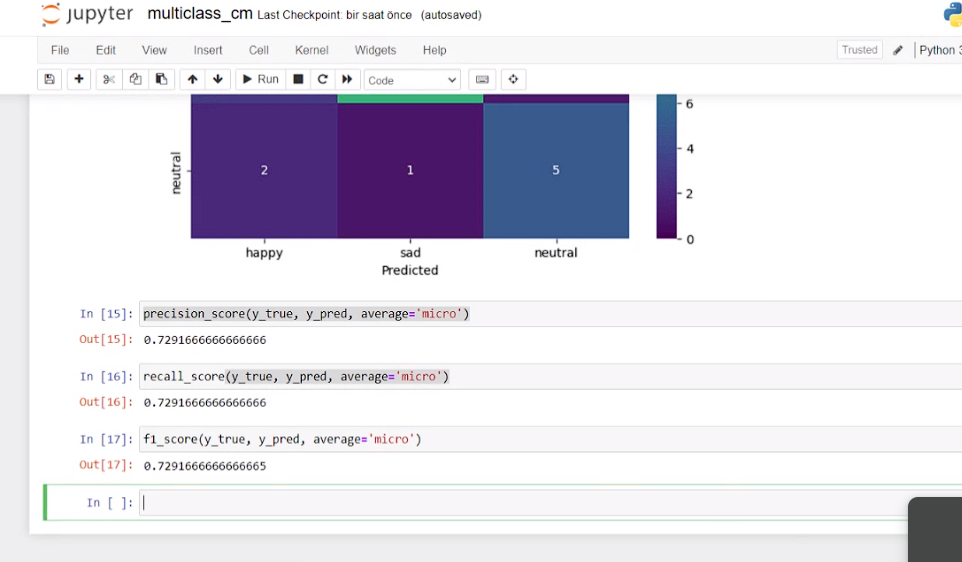 jupyter multiclass_cm Last Checkpoint: bir saat önce (autosaved)
File Edit View Insert Cell Kernel Widgets Help Trusted Python 3
Run Code
6
4
2
0
neutral
2 1 5
happy sad neutral
Predicted
In [15]: precision_score(y_true, y_pred, average='micro')
Out[15]: 0.7291666666666666
In [16]: recall_score(y_true, y_pred, average='micro')
Out[16]: 0.7291666666666666
In [17]: f1_score(y_true, y_pred, average='micro')
Out[17]: 0.7291666666666665
In [ ]: